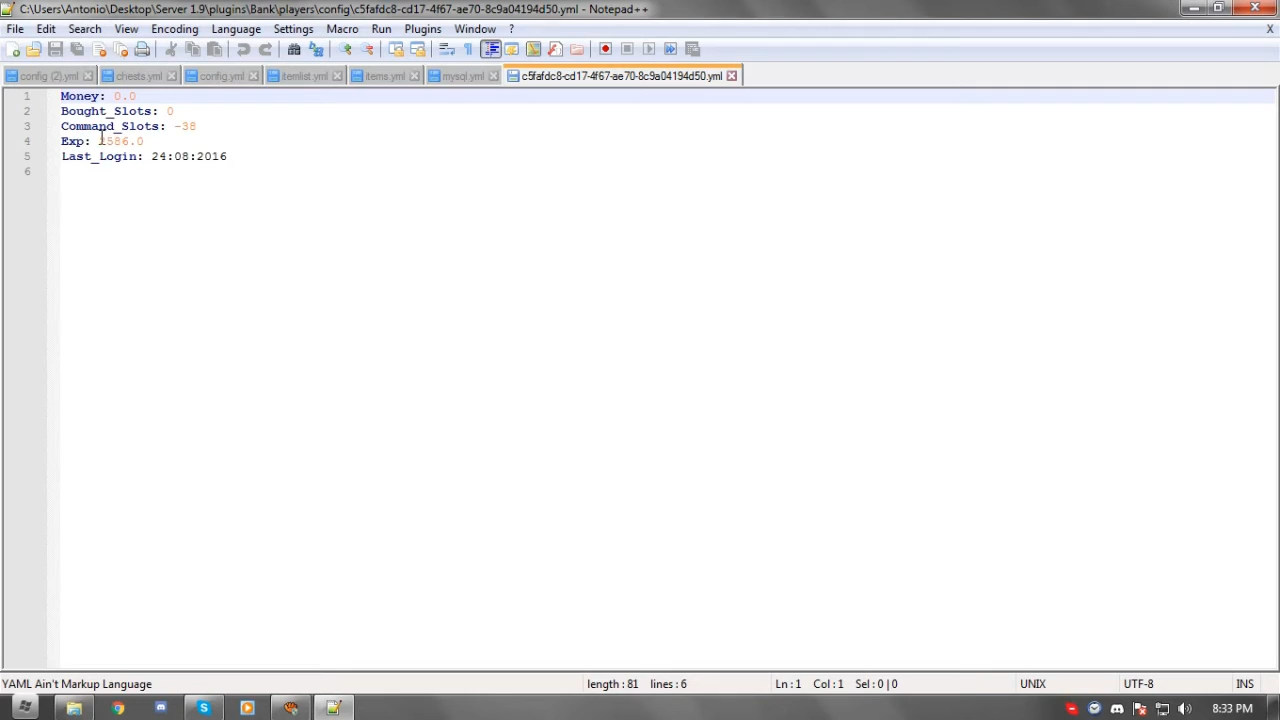 C:\Users\Antonio\Desktop\Server 1.9\plugins\Bank\players\config\c5fafdc8-cd17-4f67-ae70-8c9a04194d50.yml - Notepad++
File Edit Search View Encoding Language Settings Macro Run Plugins Window ? X
config (2).yml chests.yml config.yml itemlist.yml items.yml mysql.yml c5fafdc8-cd17-4f67-ae70-8c9a04194d50.yml
1 Money: 0.0
2 Bought_Slots: 0
3 Command_Slots: -38
4 Exp:
5 Last_Login: 24:08:2016
6
YAML Ain't Markup Language length : 81 lines : 6 Ln : 1 Col : 1 Sel : 0 | 0 UNIX UTF-8 INS
8:33 PM